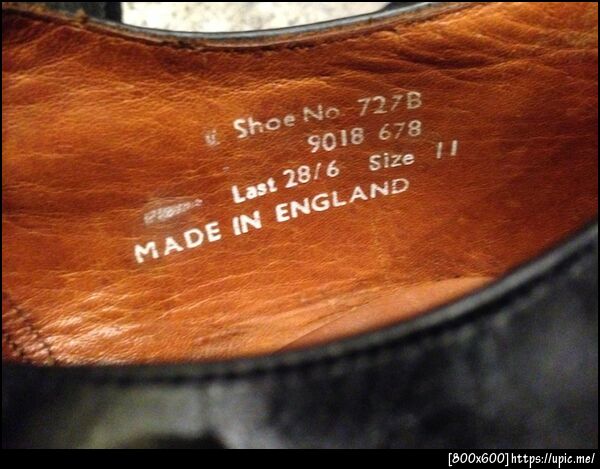 Shoe No 727B
9018 678
Last 28/6 Size 11
MADE IN ENGLAND
[800x600]https://upic.me/